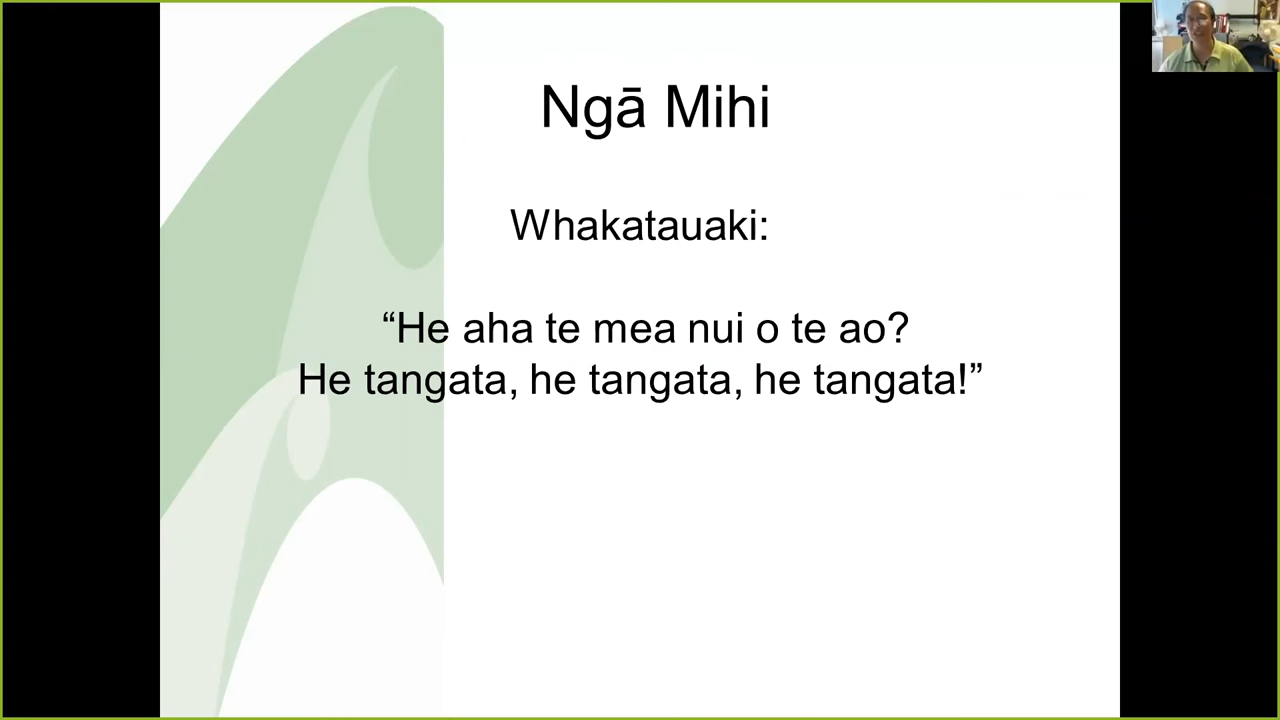 Ngā Mihi
Whakatauaki:
“He aha te mea nui o te ao?
He tangata, he tangata, he tangata!”